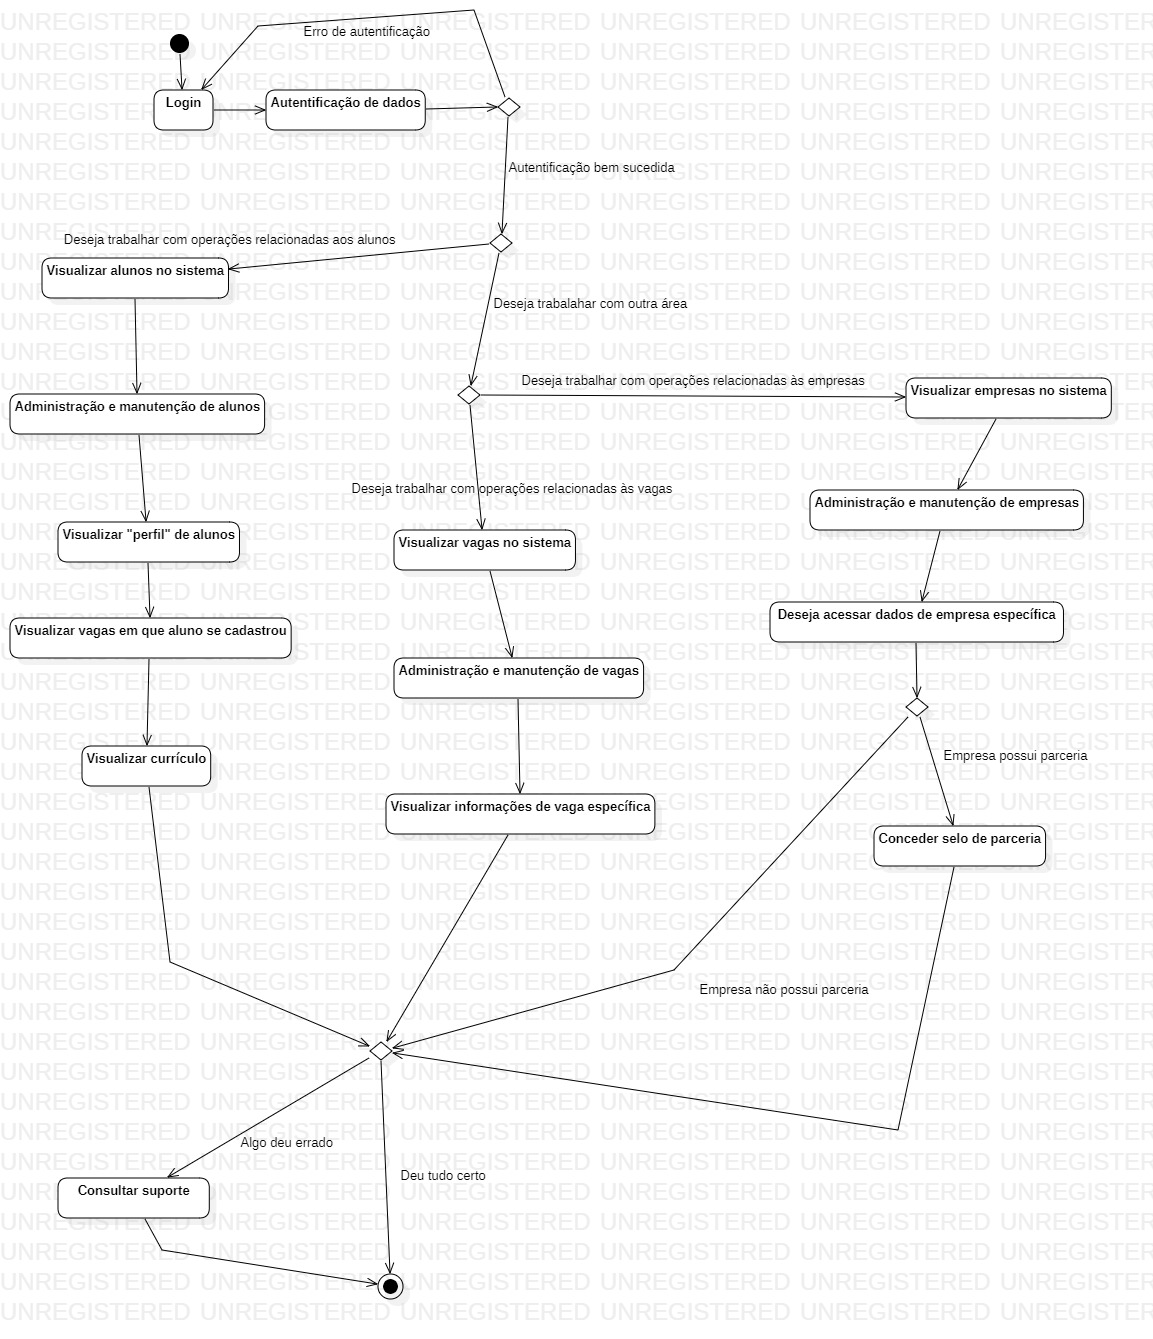 Erro de autentificação
Login
Autentificação de dados
Autentificação bem sucedida
Deseja trabalhar com operações relacionadas aos alunos
Visualizar alunos no sistema
Deseja trabalahar com outra área
Deseja trabalhar com operações relacionadas às empresas
Visualizar empresas no sistema
Administração e manutenção de alunos
Deseja trabalhar com operações relacionadas às vagas
Administração e manutenção de empresas
Visualizar "perfil" de alunos
Visualizar vagas no sistema
Deseja acessar dados de empresa específica
Visualizar vagas em que aluno se cadastrou
Administração e manutenção de vagas
Visualizar currículo
Empresa possui parceria
Visualizar informações de vaga específica
Conceder selo de parceria
Empresa não possui parceria
Algo deu errado
Deu tudo certo
Consultar suporte
UNREGISTERED